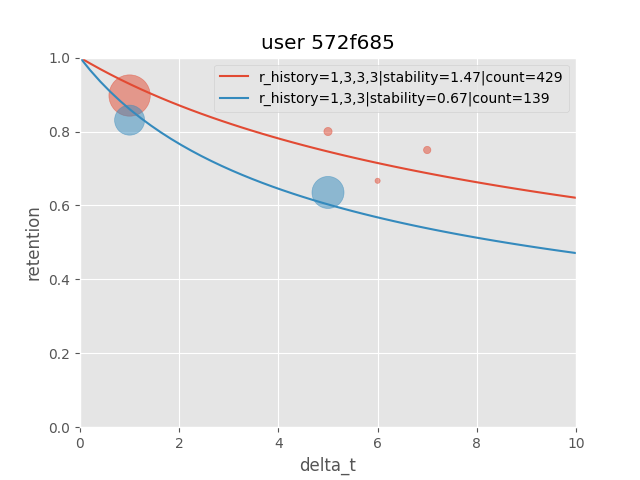 user 572f685
r_history=1,3,3,3|stability=1.47|count=429
r_history=1,3,3|stability=0.67|count=139
1.0
0.8
0.6
0.4
0.2
0.0
retention
0 2 4 6 8 10
delta_t